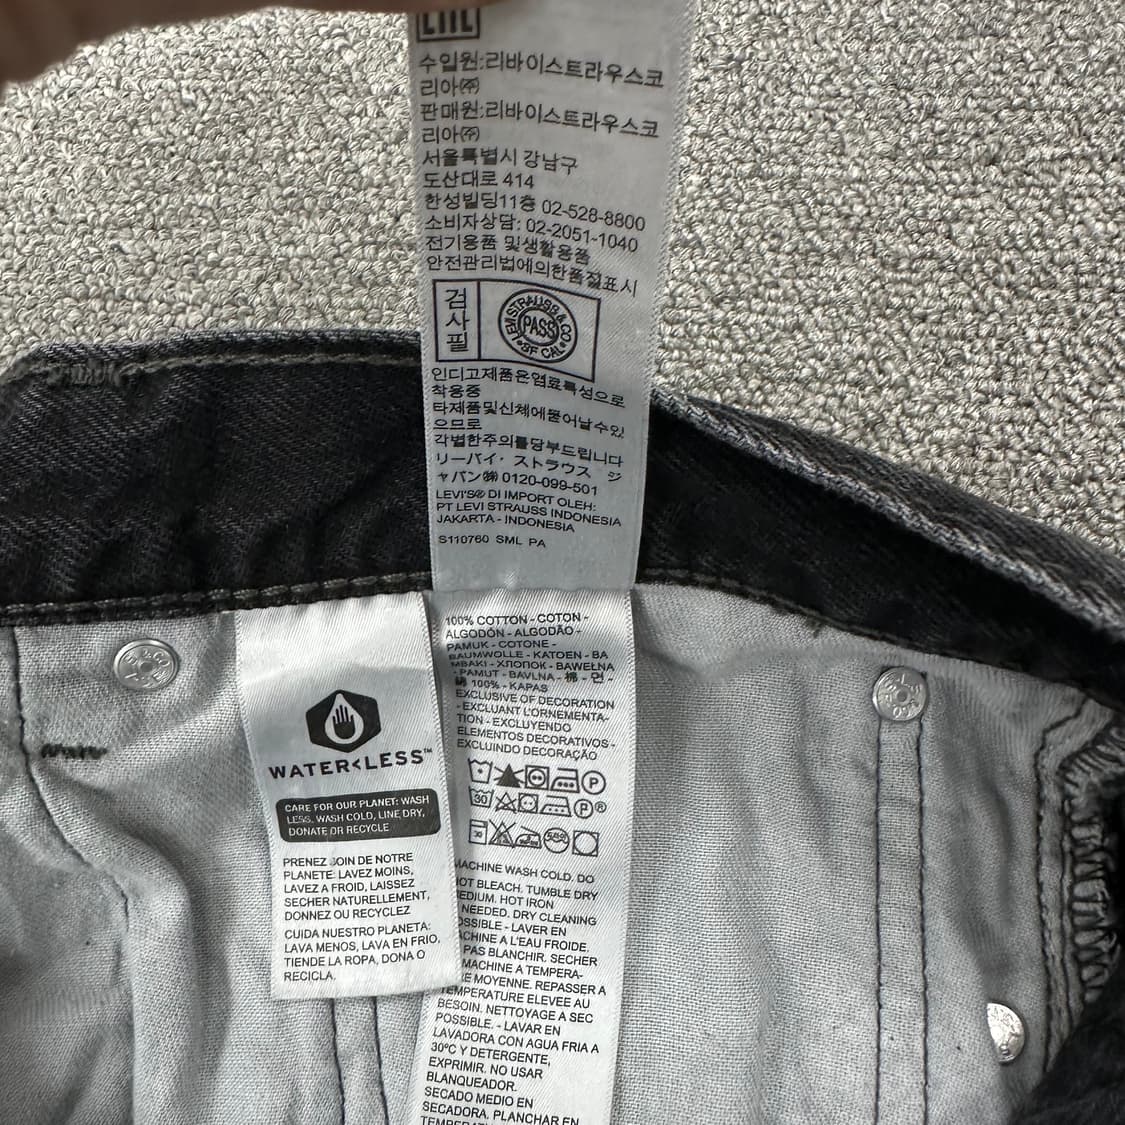 수입원:리바이스트라우스코
리아㈜
판매원:리바이스트라우스코
리아㈜
서울특별시 강남구
도산대로 414
한성빌딩11층 02-528-8800
소비자상담: 02-2051-1040
전기용품 및생활용품
안전관리법에의한품질표시
검사필
LEVI STRAUSS & CO
PASS
SF CAL
인디고제품은염료특성으로
착용중
타제품및신체에묻어날수있
으므로
각별한주의를당부드립니다
リーバイ・ストラウス ジ
ャパン㈱ 0120-099-501
LEVI'S® DI IMPORT OLEH:
PT LEVI STRAUSS INDONESIA
JAKARTA - INDONESIA
S110760 SML PA
WATER<LESS™
CARE FOR OUR PLANET: WASH
LESS, WASH COLD, LINE DRY,
DONATE OR RECYCLE
PRENEZ SOIN DE NOTRE
PLANETE: LAVEZ MOINS,
LAVEZ A FROID, LAISSEZ
SECHER NATURELLEMENT,
DONNEZ OU RECYCLEZ
CUIDA NUESTRO PLANETA:
LAVA MENOS, LAVA EN FRIO,
TIENDE LA ROPA, DONA O
RECICLA.
100% COTTON - COTON -
ALGODÓN - ALGODÃO -
PAMUK - COTONE -
BAUMWOLLE - KATOEN - BA
MBAKI - ХЛОПОК - BAWEŁNA
- PAMUT - BAVLNA - 棉 - 면 -
綿 100% - KAPAS
EXCLUSIVE OF DECORATION
- EXCLUANT L'ORNEMENTA-
TION - EXCLUYENDO
ELEMENTOS DECORATIVOS -
EXCLUINDO DECORAÇÃO
P
30 P®
30
MACHINE WASH COLD. DO
NOT BLEACH. TUMBLE DRY
MEDIUM. HOT IRON
NEEDED. DRY CLEANING
POSSIBLE - LAVER EN
MACHINE A L'EAU FROIDE.
PAS BLANCHIR. SECHER
MACHINE A TEMPERA-
MOYENNE. REPASSER A
TEMPERATURE ELEVEE AU
BESOIN. NETTOYAGE A SEC
POSSIBLE. - LAVAR EN
LAVADORA CON AGUA FRIA A
30°C Y DETERGENTE,
EXPRIMIR. NO USAR
BLANQUEADOR.
SECADO MEDIO EN
SECADORA. PLANCHAR EN